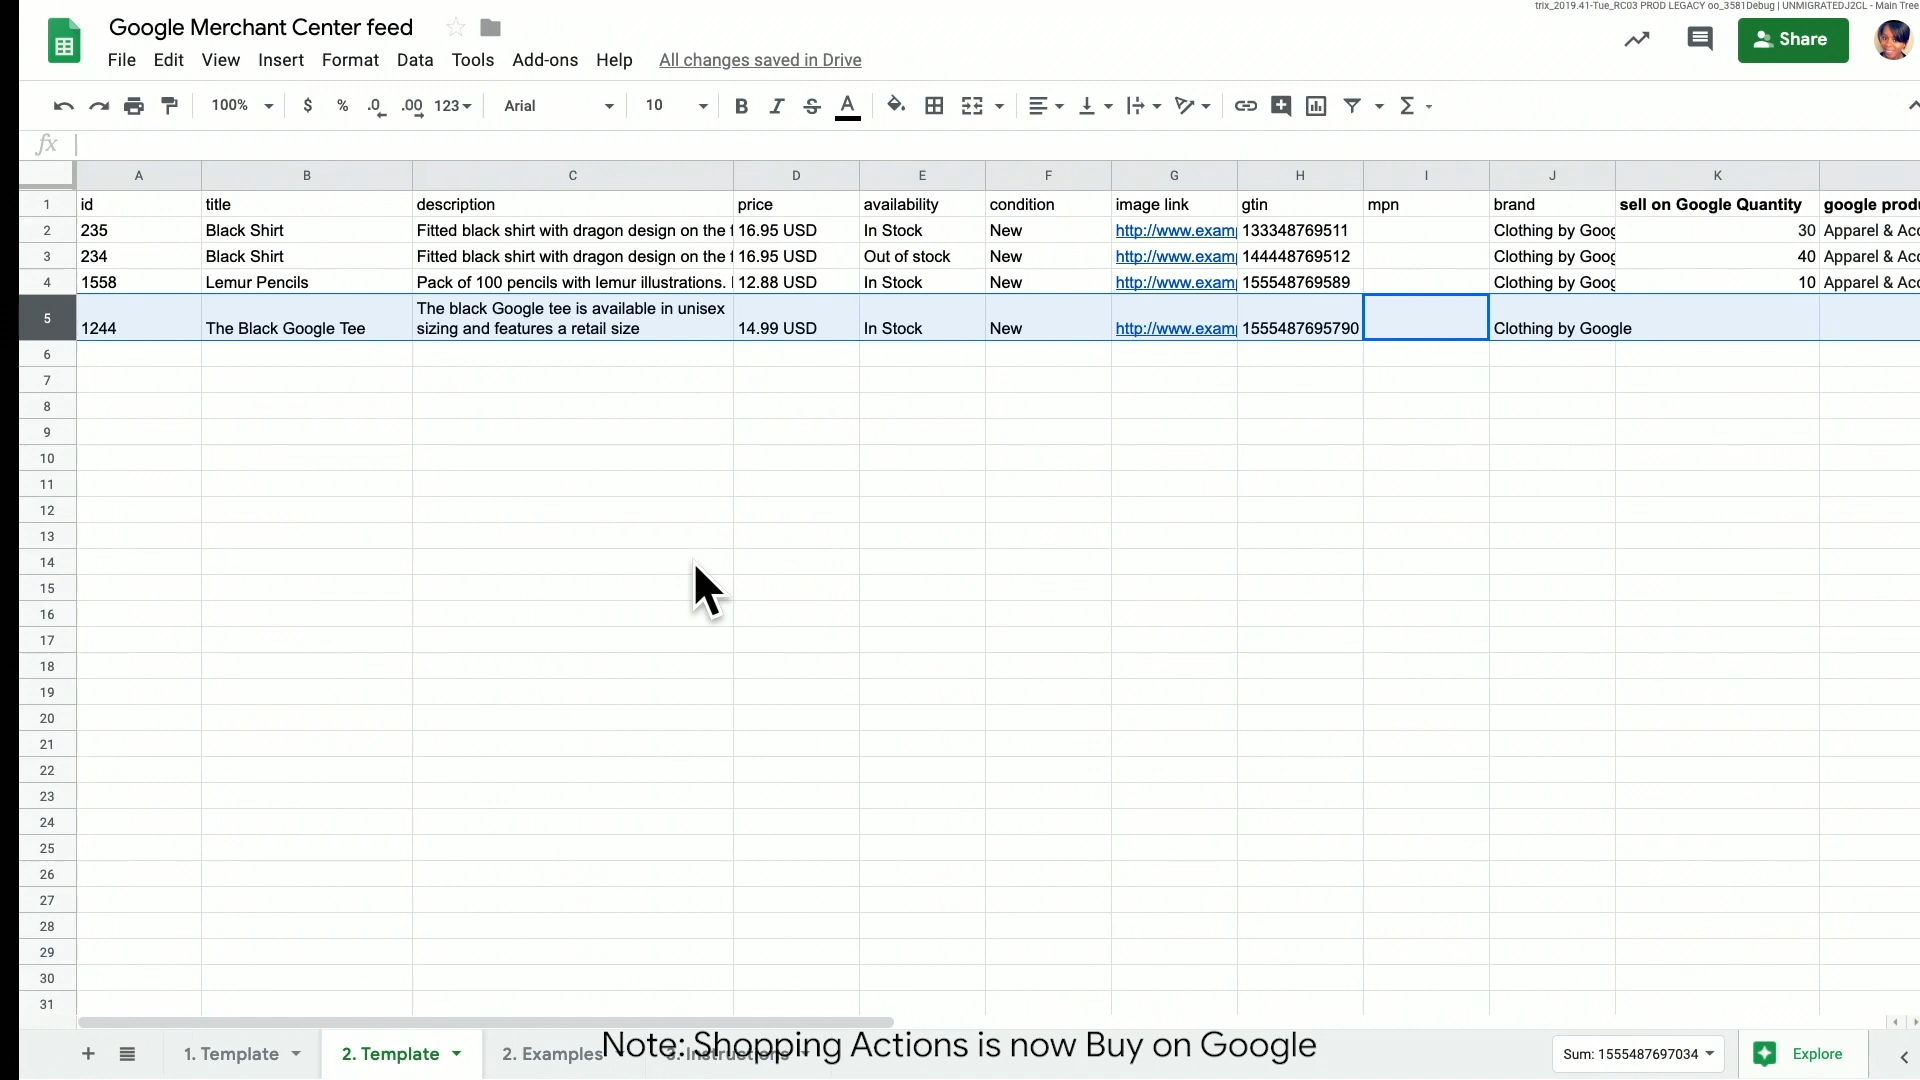 trix_2019.41-Tue_RC03 PROD LEGACY oo_3581Debug | UNMIGRATEDJ2CL - Main Tree
Google Merchant Center feed
File Edit View Insert Format Data Tools Add-ons Help All changes saved in Drive
Share
100% $ % .0 .00 123 Arial 10 B I S A Σ
fx
A B C D E F G H I J K
1 id title description price availability condition image link gtin mpn brand sell on Google Quantity google produ
2 235 Black Shirt Fitted black shirt with dragon design on the f 16.95 USD In Stock New http://www.examp 133348769511 Clothing by Goog 30 Apparel & Acc
3 234 Black Shirt Fitted black shirt with dragon design on the f 16.95 USD Out of stock New http://www.examp 144448769512 Clothing by Goog 40 Apparel & Acc
4 1558 Lemur Pencils Pack of 100 pencils with lemur illustrations. 12.88 USD In Stock New http://www.examp 155548769589 Clothing by Goog 10 Apparel & Acc
The black Google tee is available in unisex
5 1244 The Black Google Tee sizing and features a retail size 14.99 USD In Stock New http://www.examp 1555487695790 Clothing by Google
6
7
8
9
10
11
12
13
14
15
16
17
18
19
20
21
22
23
24
25
26
27
28
29
30
31
1. Template 2. Template 2. Examples 3. Instructions Sum: 1555487697034 Explore
Note: Shopping Actions is now Buy on Google